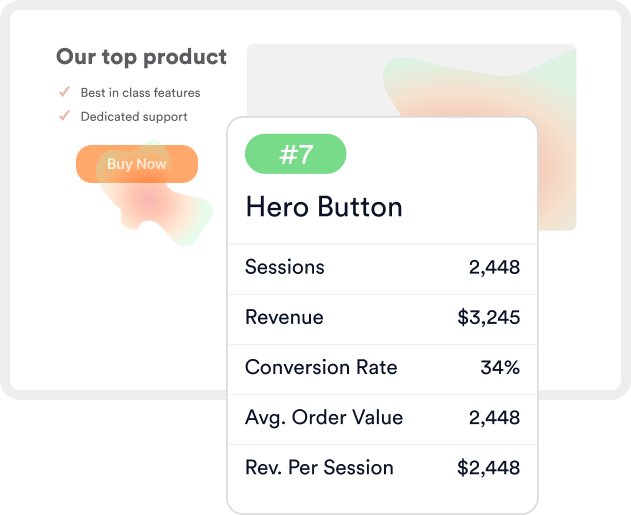 Our top product
Best in class features
Dedicated support
Buy Now
#7
Hero Button
Sessions 2,448
Revenue $3,245
Conversion Rate 34%
Avg. Order Value 2,448
Rev. Per Session $2,448